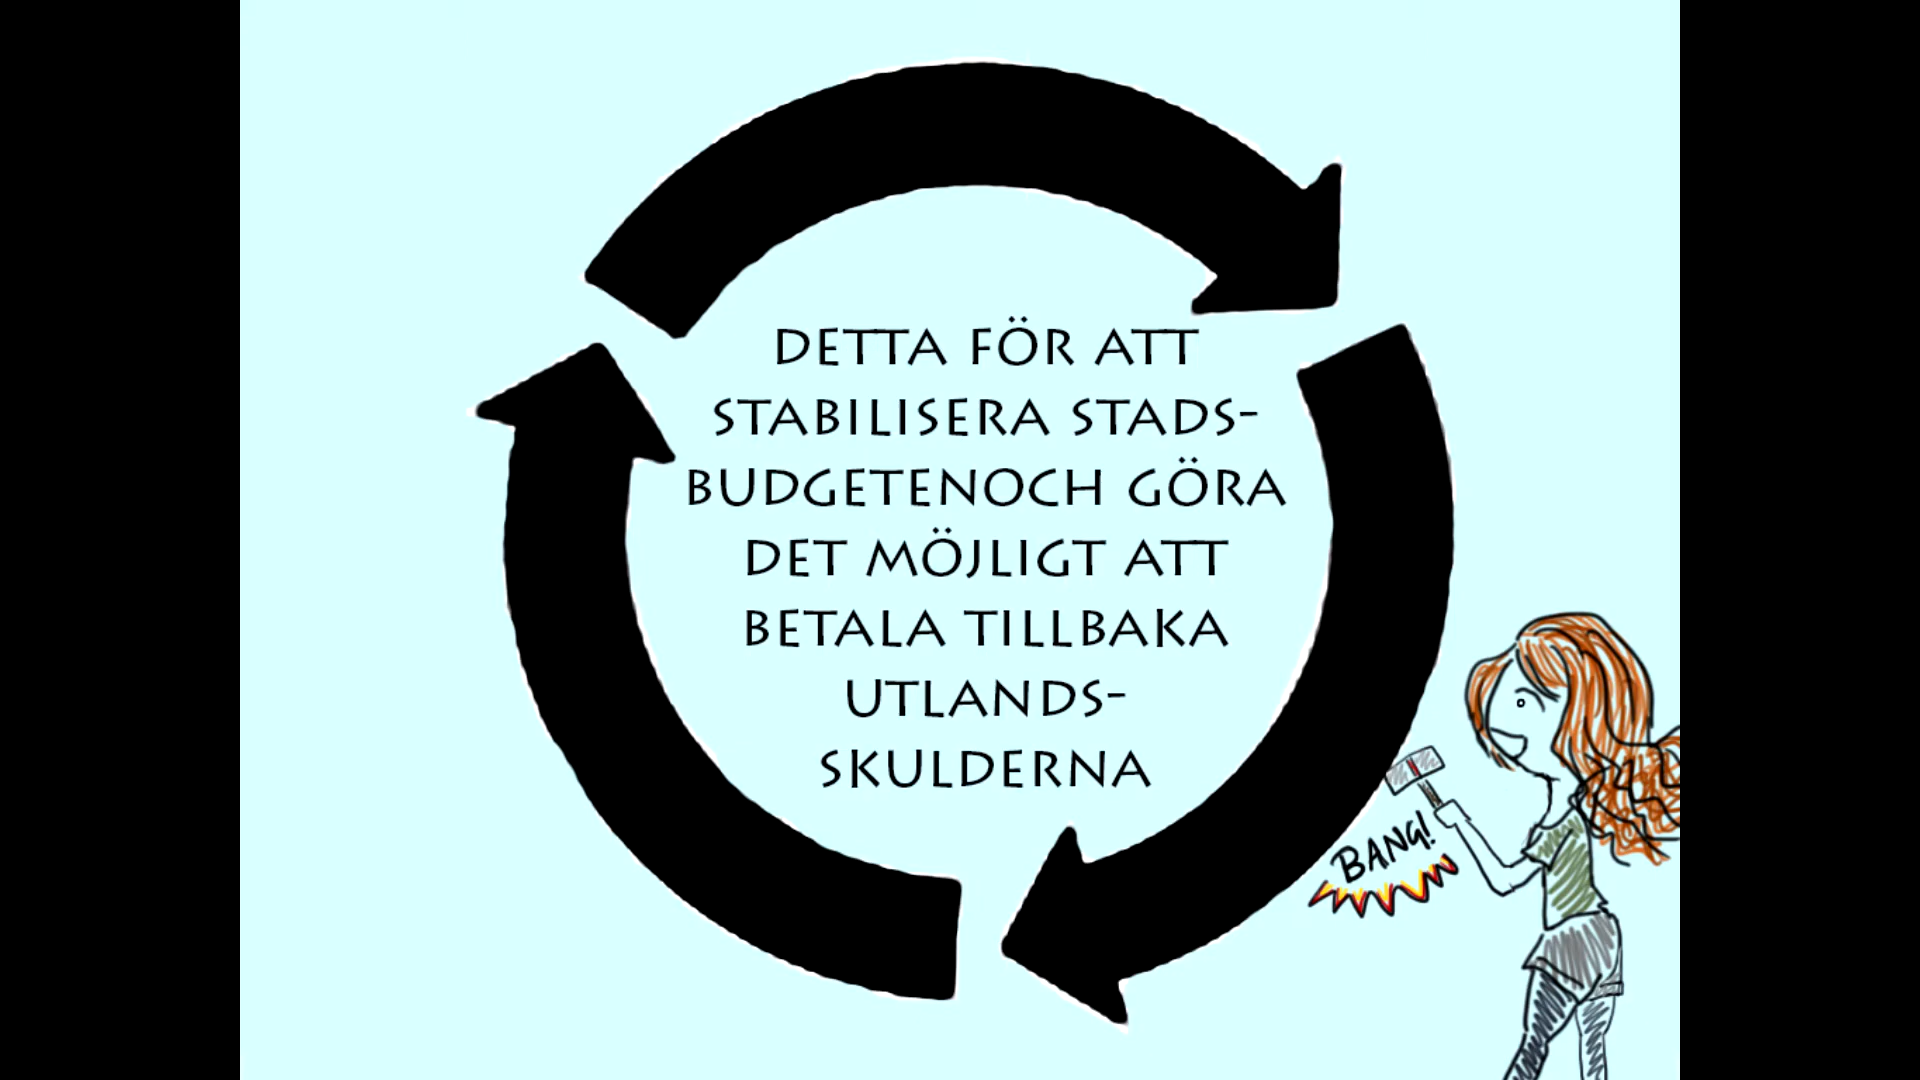 DETTA FÖR ATT
STABILISERA STADS-
BUDGETENOCH GÖRA
DET MÖJLIGT ATT
BETALA TILLBAKA
UTLANDS-
SKULDERNA
BANG!